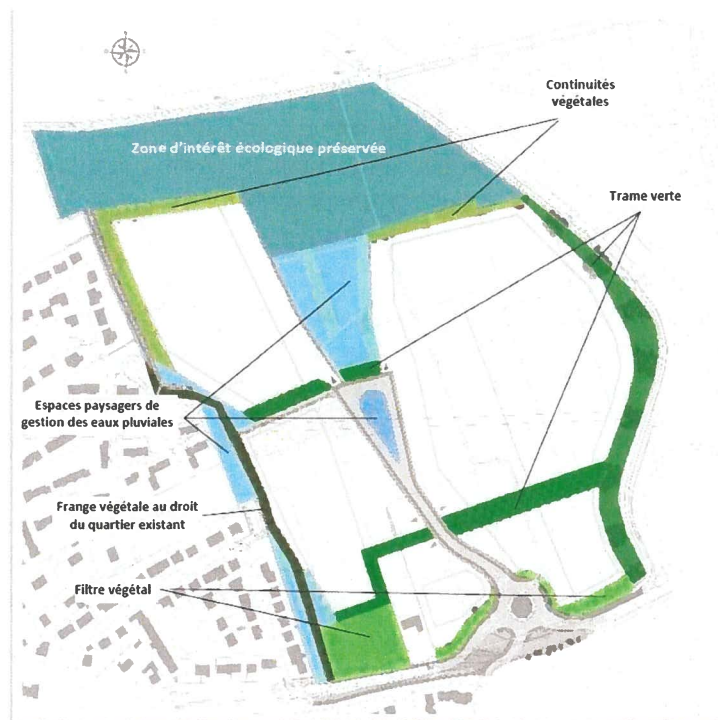 Continuités
végétales
Zone d'intérêt écologique préservée
Trame verte
Espaces paysagers de
gestion des eaux pluviales
Frange végétale au droit
du quartier existant
Filtre végétal